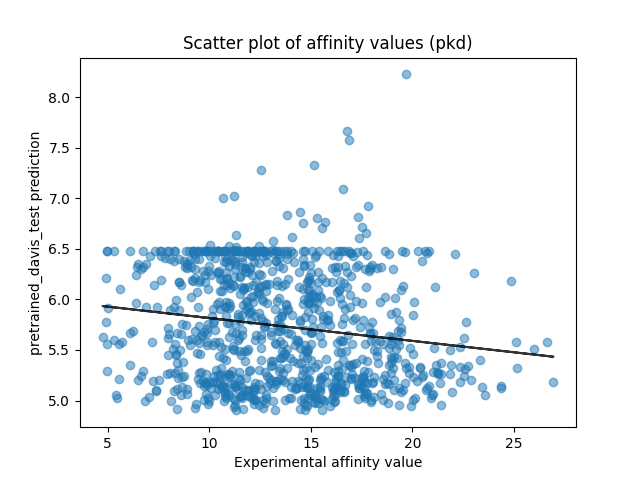 Scatter plot of affinity values (pkd)
pretrained_davis_test prediction
8.0
7.5
7.0
6.5
6.0
5.5
5.0
5 10 15 20 25
Experimental affinity value